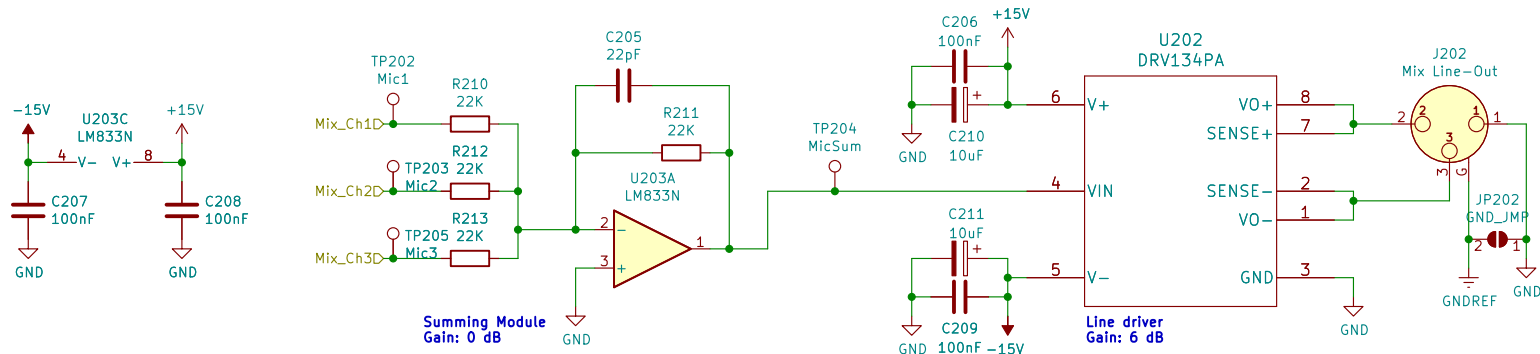 -15V
+15V
U203C
LM833N
4
V-
V+
8
C207
100nF
C208
100nF
GND
GND
TP202
Mic1
Mix_Ch1
R210
22K
Mix_Ch2
TP203
Mic2
R212
22K
Mix_Ch3
TP205
Mic3
R213
22K
C205
22pF
R211
22K
U203A
LM833N
2
-
3
+
1
GND
Summing Module
Gain: 0 dB
TP204
MicSum
C206
100nF
+15V
+
C210
10uF
GND
C211
10uF
+
C209
100nF
GND
-15V
U202
DRV134PA
6
V+
4
VIN
5
V-
VO+
8
SENSE+
7
SENSE-
2
VO-
1
GND
3
GND
Line driver
Gain: 6 dB
J202
Mix Line-Out
2
2
1
1
3
3
G
JP202
GND_JMP
2
1
GNDREF
GND